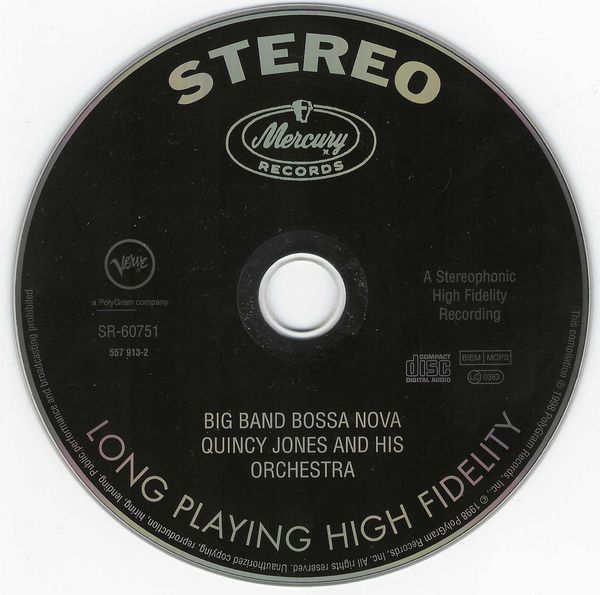 STEREO
Mercury
RECORDS
Verve
a PolyGram company
SR-60751
557 913-2
A Stereophonic
High Fidelity
Recording
COMPACT
disc
DIGITAL AUDIO
BIEM MCPS
LC 0383
BIG BAND BOSSA NOVA
QUINCY JONES AND HIS
ORCHESTRA
LONG PLAYING HIGH FIDELITY
This compilation ℗ 1998 PolyGram Records, Inc. © 1998 PolyGram Records, Inc. All rights reserved. Unauthorized copying, reproduction, hiring, lending, Public performance and broadcasting prohibited.